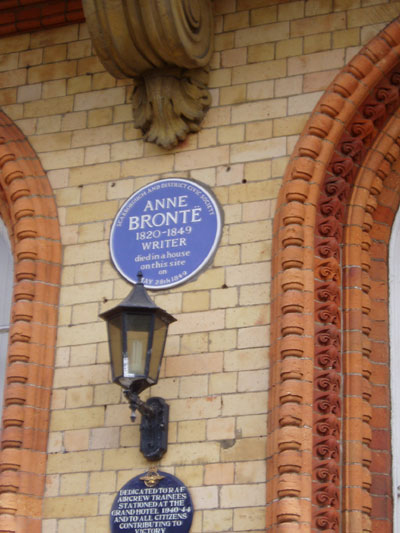 SCARBOROUGH AND DISTRICT CIVIC SOCIETY
ANNE
BRONTË
1820-1849
WRITER
died in a house
on this site
on
MAY 28th 1849
DEDICATED TO R·A·F
AIRCREW TRAINEES
STATIONED AT THE
GRAND HOTEL 1940-44
AND TO ALL CITIZENS
CONTRIBUTING TO
VICTORY